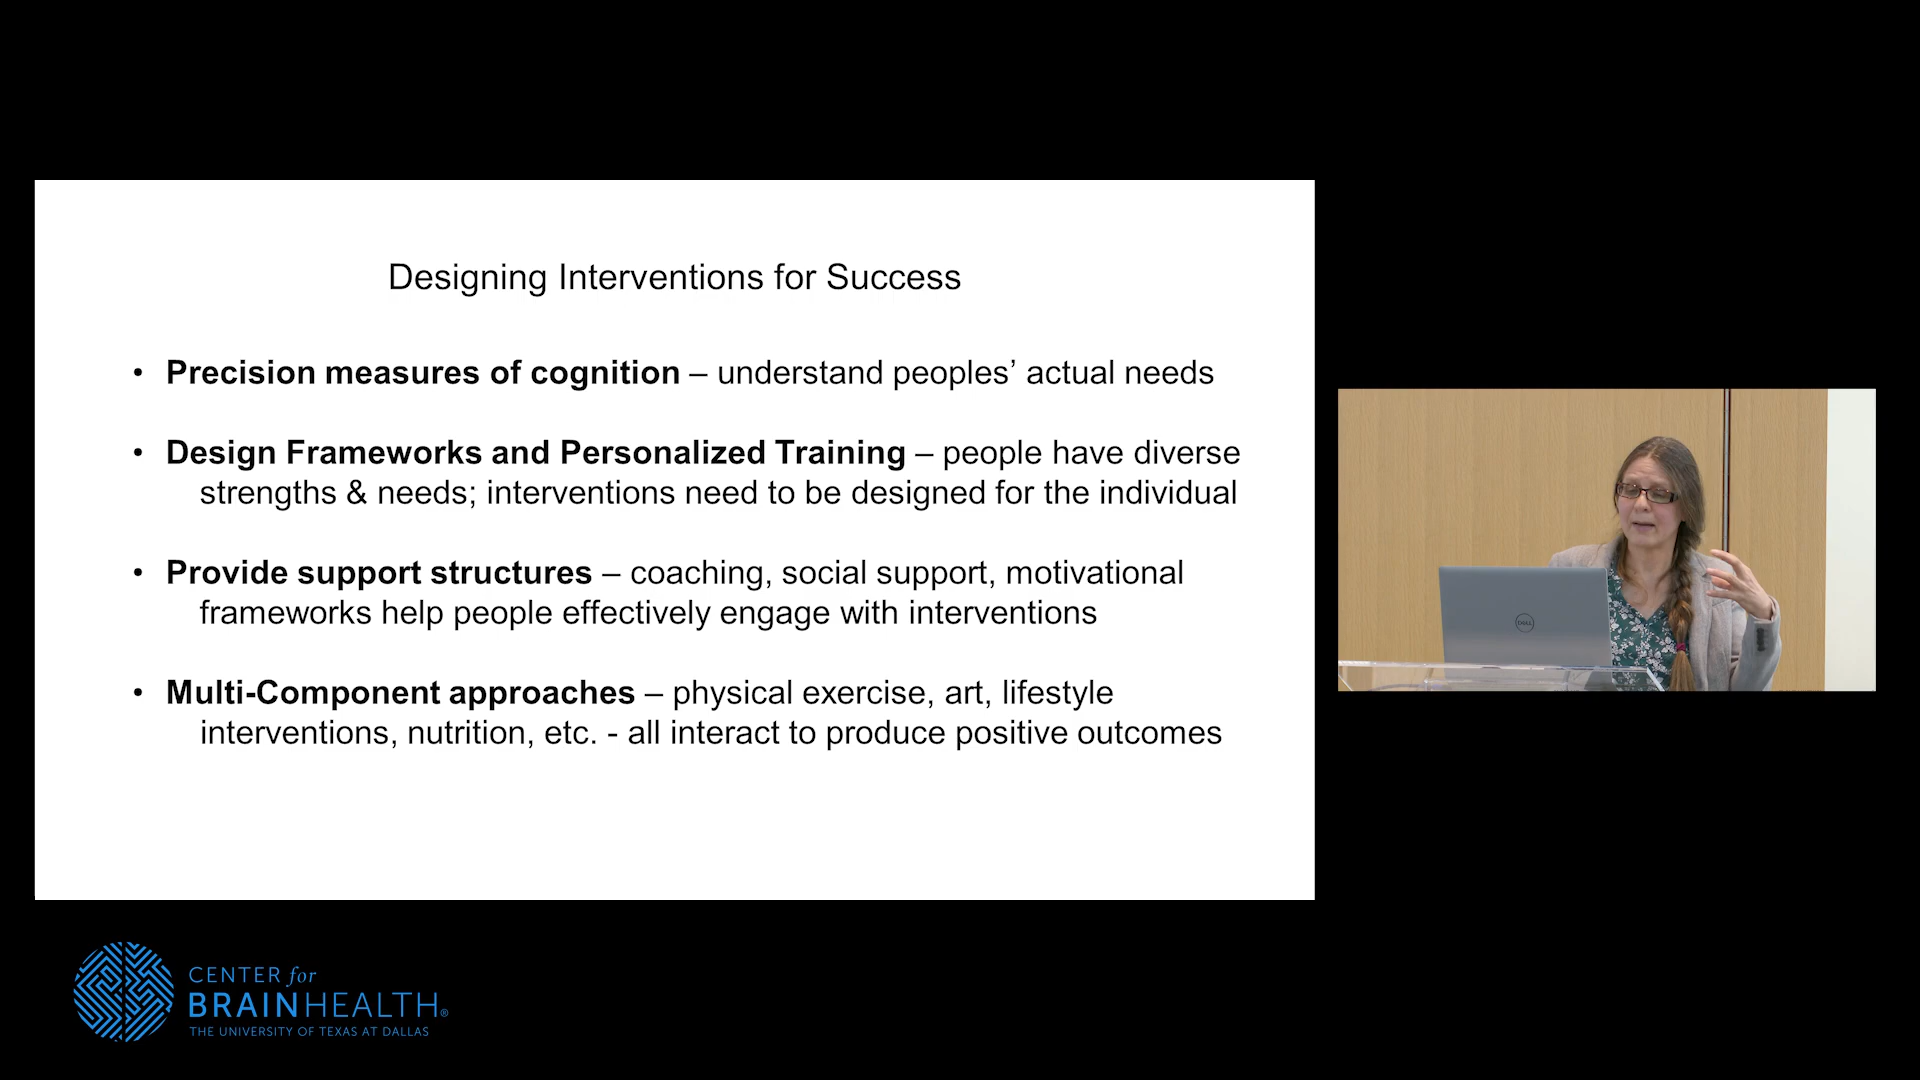 Designing Interventions for Success
• Precision measures of cognition – understand peoples’ actual needs
• Design Frameworks and Personalized Training – people have diverse
strengths & needs; interventions need to be designed for the individual
• Provide support structures – coaching, social support, motivational
frameworks help people effectively engage with interventions
• Multi-Component approaches – physical exercise, art, lifestyle
interventions, nutrition, etc. - all interact to produce positive outcomes
DELL
CENTER for
BRAINHEALTH®
THE UNIVERSITY OF TEXAS AT DALLAS